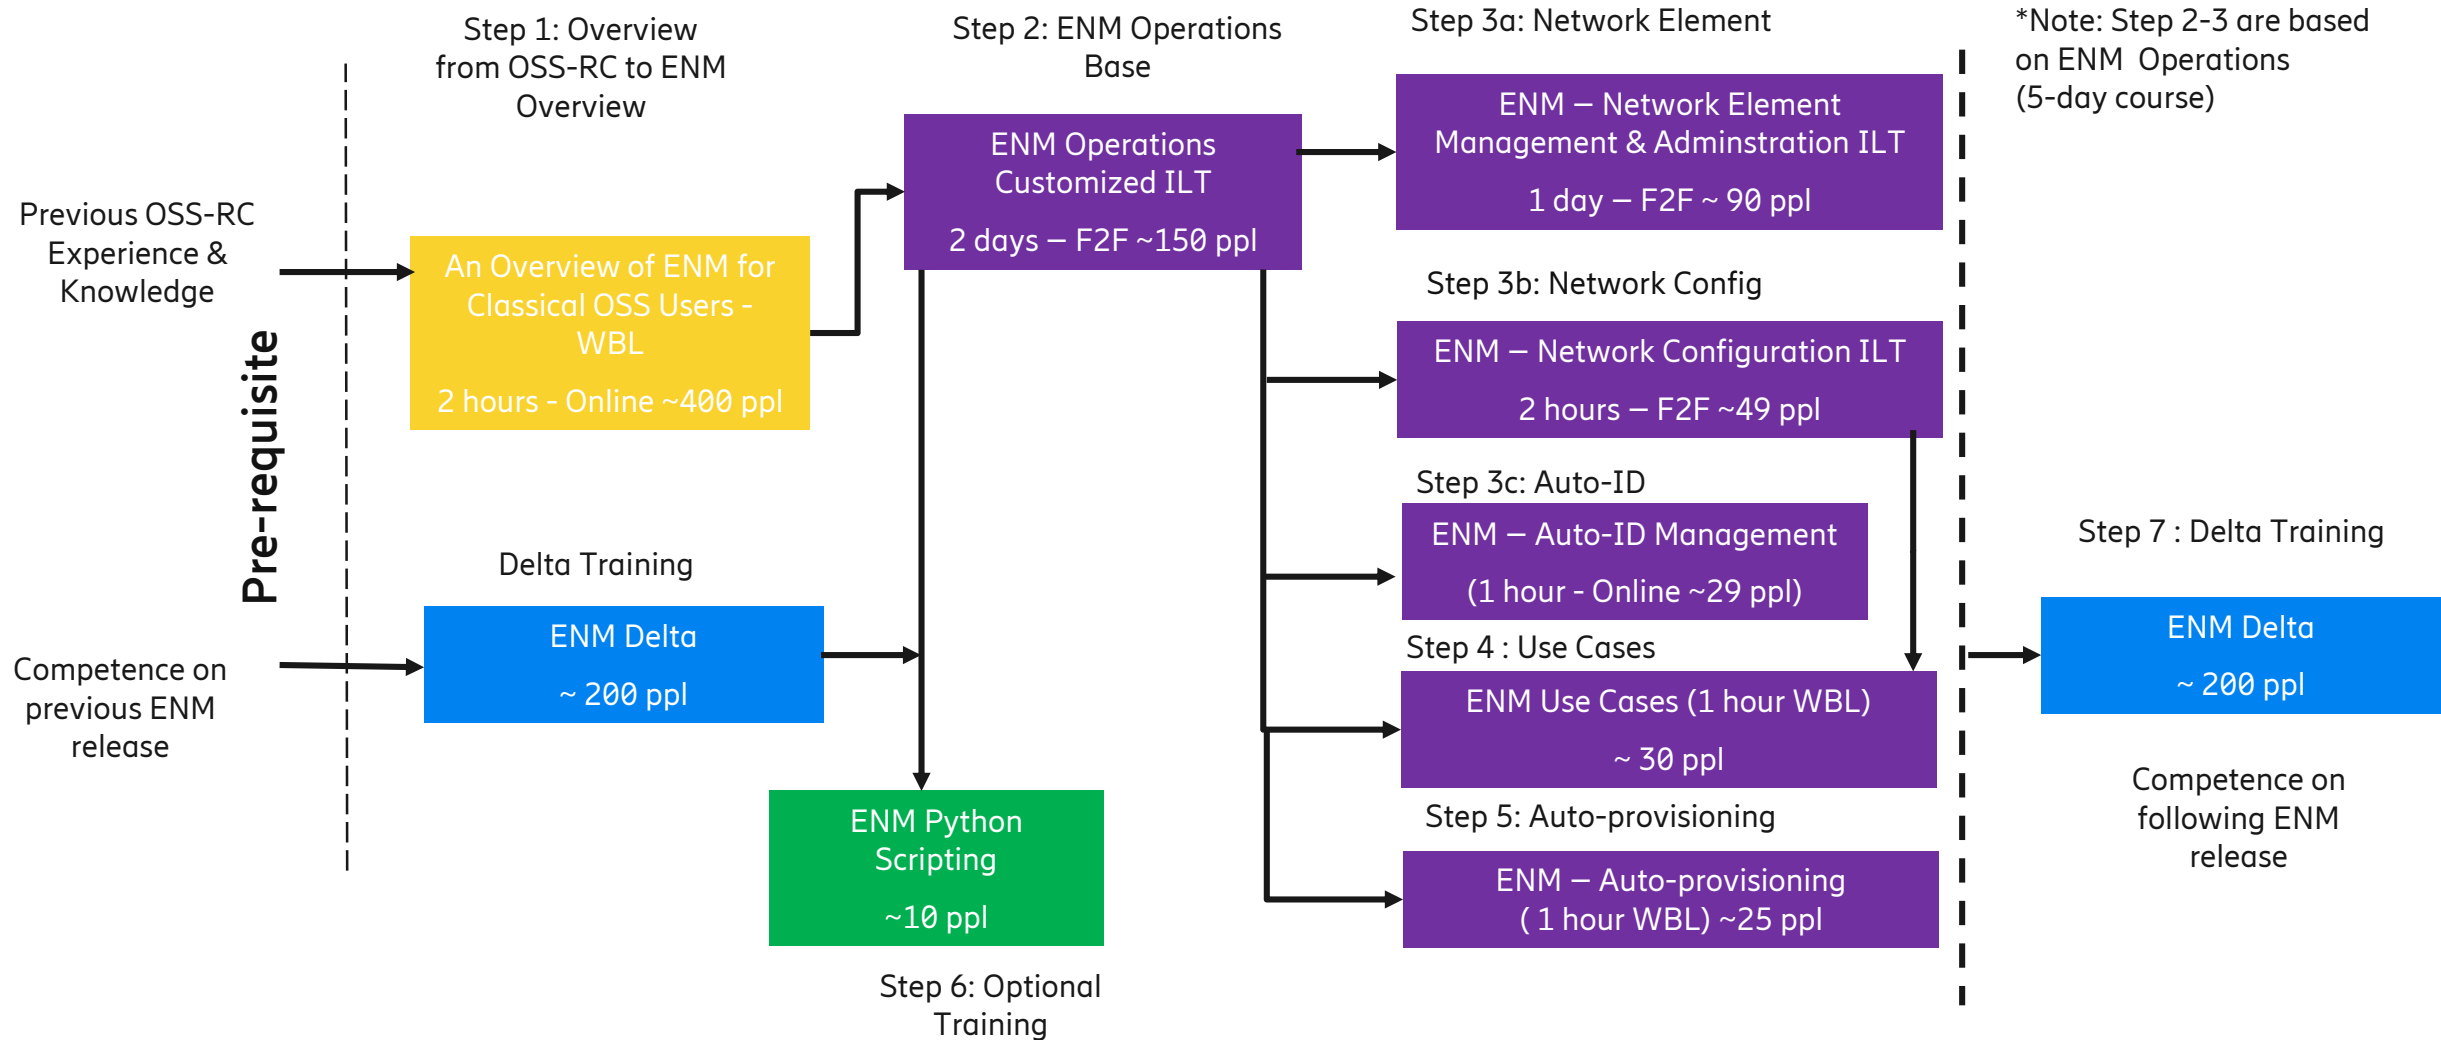 Step 1: Overview
from OSS-RC to ENM
Overview
Step 2: ENM Operations
Base
Step 3a: Network Element
*Note: Step 2-3 are based
on ENM  Operations
(5-day course)
Previous OSS-RC
Experience &
Knowledge
Pre-requisite
Competence on
previous ENM
release
An Overview of ENM for
Classical OSS Users -
WBL
2 hours - Online ~400 ppl
Delta Training
ENM Delta
~ 200 ppl
ENM Operations
Customized ILT
2 days – F2F ~150 ppl
ENM Python
Scripting
~10 ppl
Step 6: Optional
Training
ENM – Network Element
Management & Adminstration ILT
1 day – F2F ~ 90 ppl
Step 3b: Network Config
ENM – Network Configuration ILT
2 hours – F2F ~49 ppl
Step 3c: Auto-ID
ENM – Auto-ID Management
(1 hour - Online ~29 ppl)
Step 4 : Use Cases
ENM Use Cases (1 hour WBL)
~ 30 ppl
Step 5: Auto-provisioning
ENM – Auto-provisioning
( 1 hour WBL) ~25 ppl
Step 7 : Delta Training
ENM Delta
~ 200 ppl
Competence on
following ENM
release